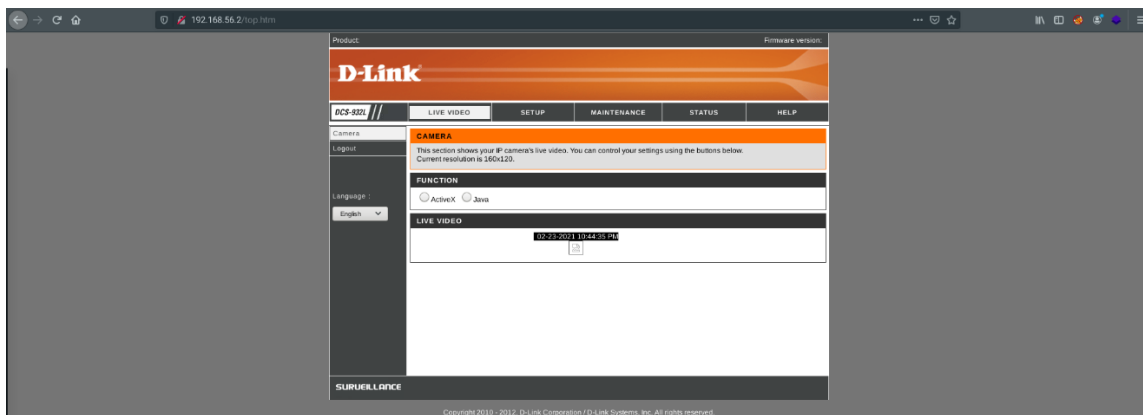 192.168.56.2/top.htm
Product: Firmware version:
D-Link
DCS-932L // LIVE VIDEO SETUP MAINTENANCE STATUS HELP
Camera
Logout
Language :
English
CAMERA
This section shows your IP camera's live video. You can control your settings using the buttons below.
Current resolution is 160x120.
FUNCTION
ActiveX Java
LIVE VIDEO
02-23-2021 10:44:35 PM
SURVEILLANCE
Copyright 2010 - 2012, D-Link Corporation / D-Link Systems, Inc. All rights reserved.